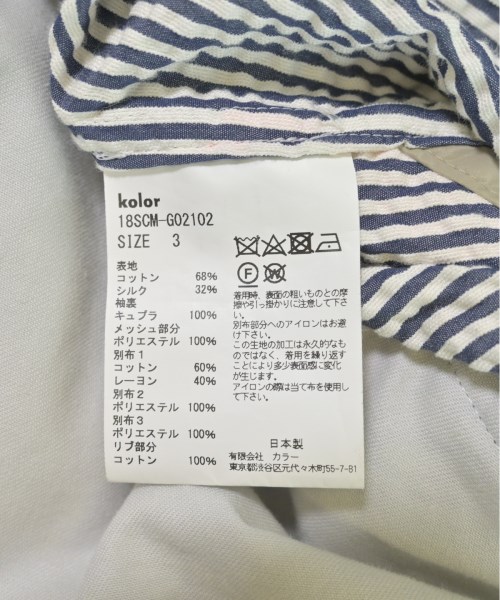 kolor
18SCM-G02102
SIZE 3
表地
コットン 68%
シルク 32%
袖裏
キュプラ 100%
メッシュ部分
ポリエステル 100%
別布1
コットン 60%
レーヨン 40%
別布2
ポリエステル 100%
別布3
ポリエステル 100%
リブ部分
コットン 100%
F
W
着用時、表面の粗いものとの摩
擦や引っ掛かりに注意して下さ
い。
別布部分へのアイロンはお避
け下さい。
この生地の加工は永久的なも
のではなく、着用を繰り返す
ことにより多少表面感に変化
が生じます。
アイロンの際は当て布を使用し
て下さい。
日本製
有限会社 カラー
東京都渋谷区元代々木町55-7-B1